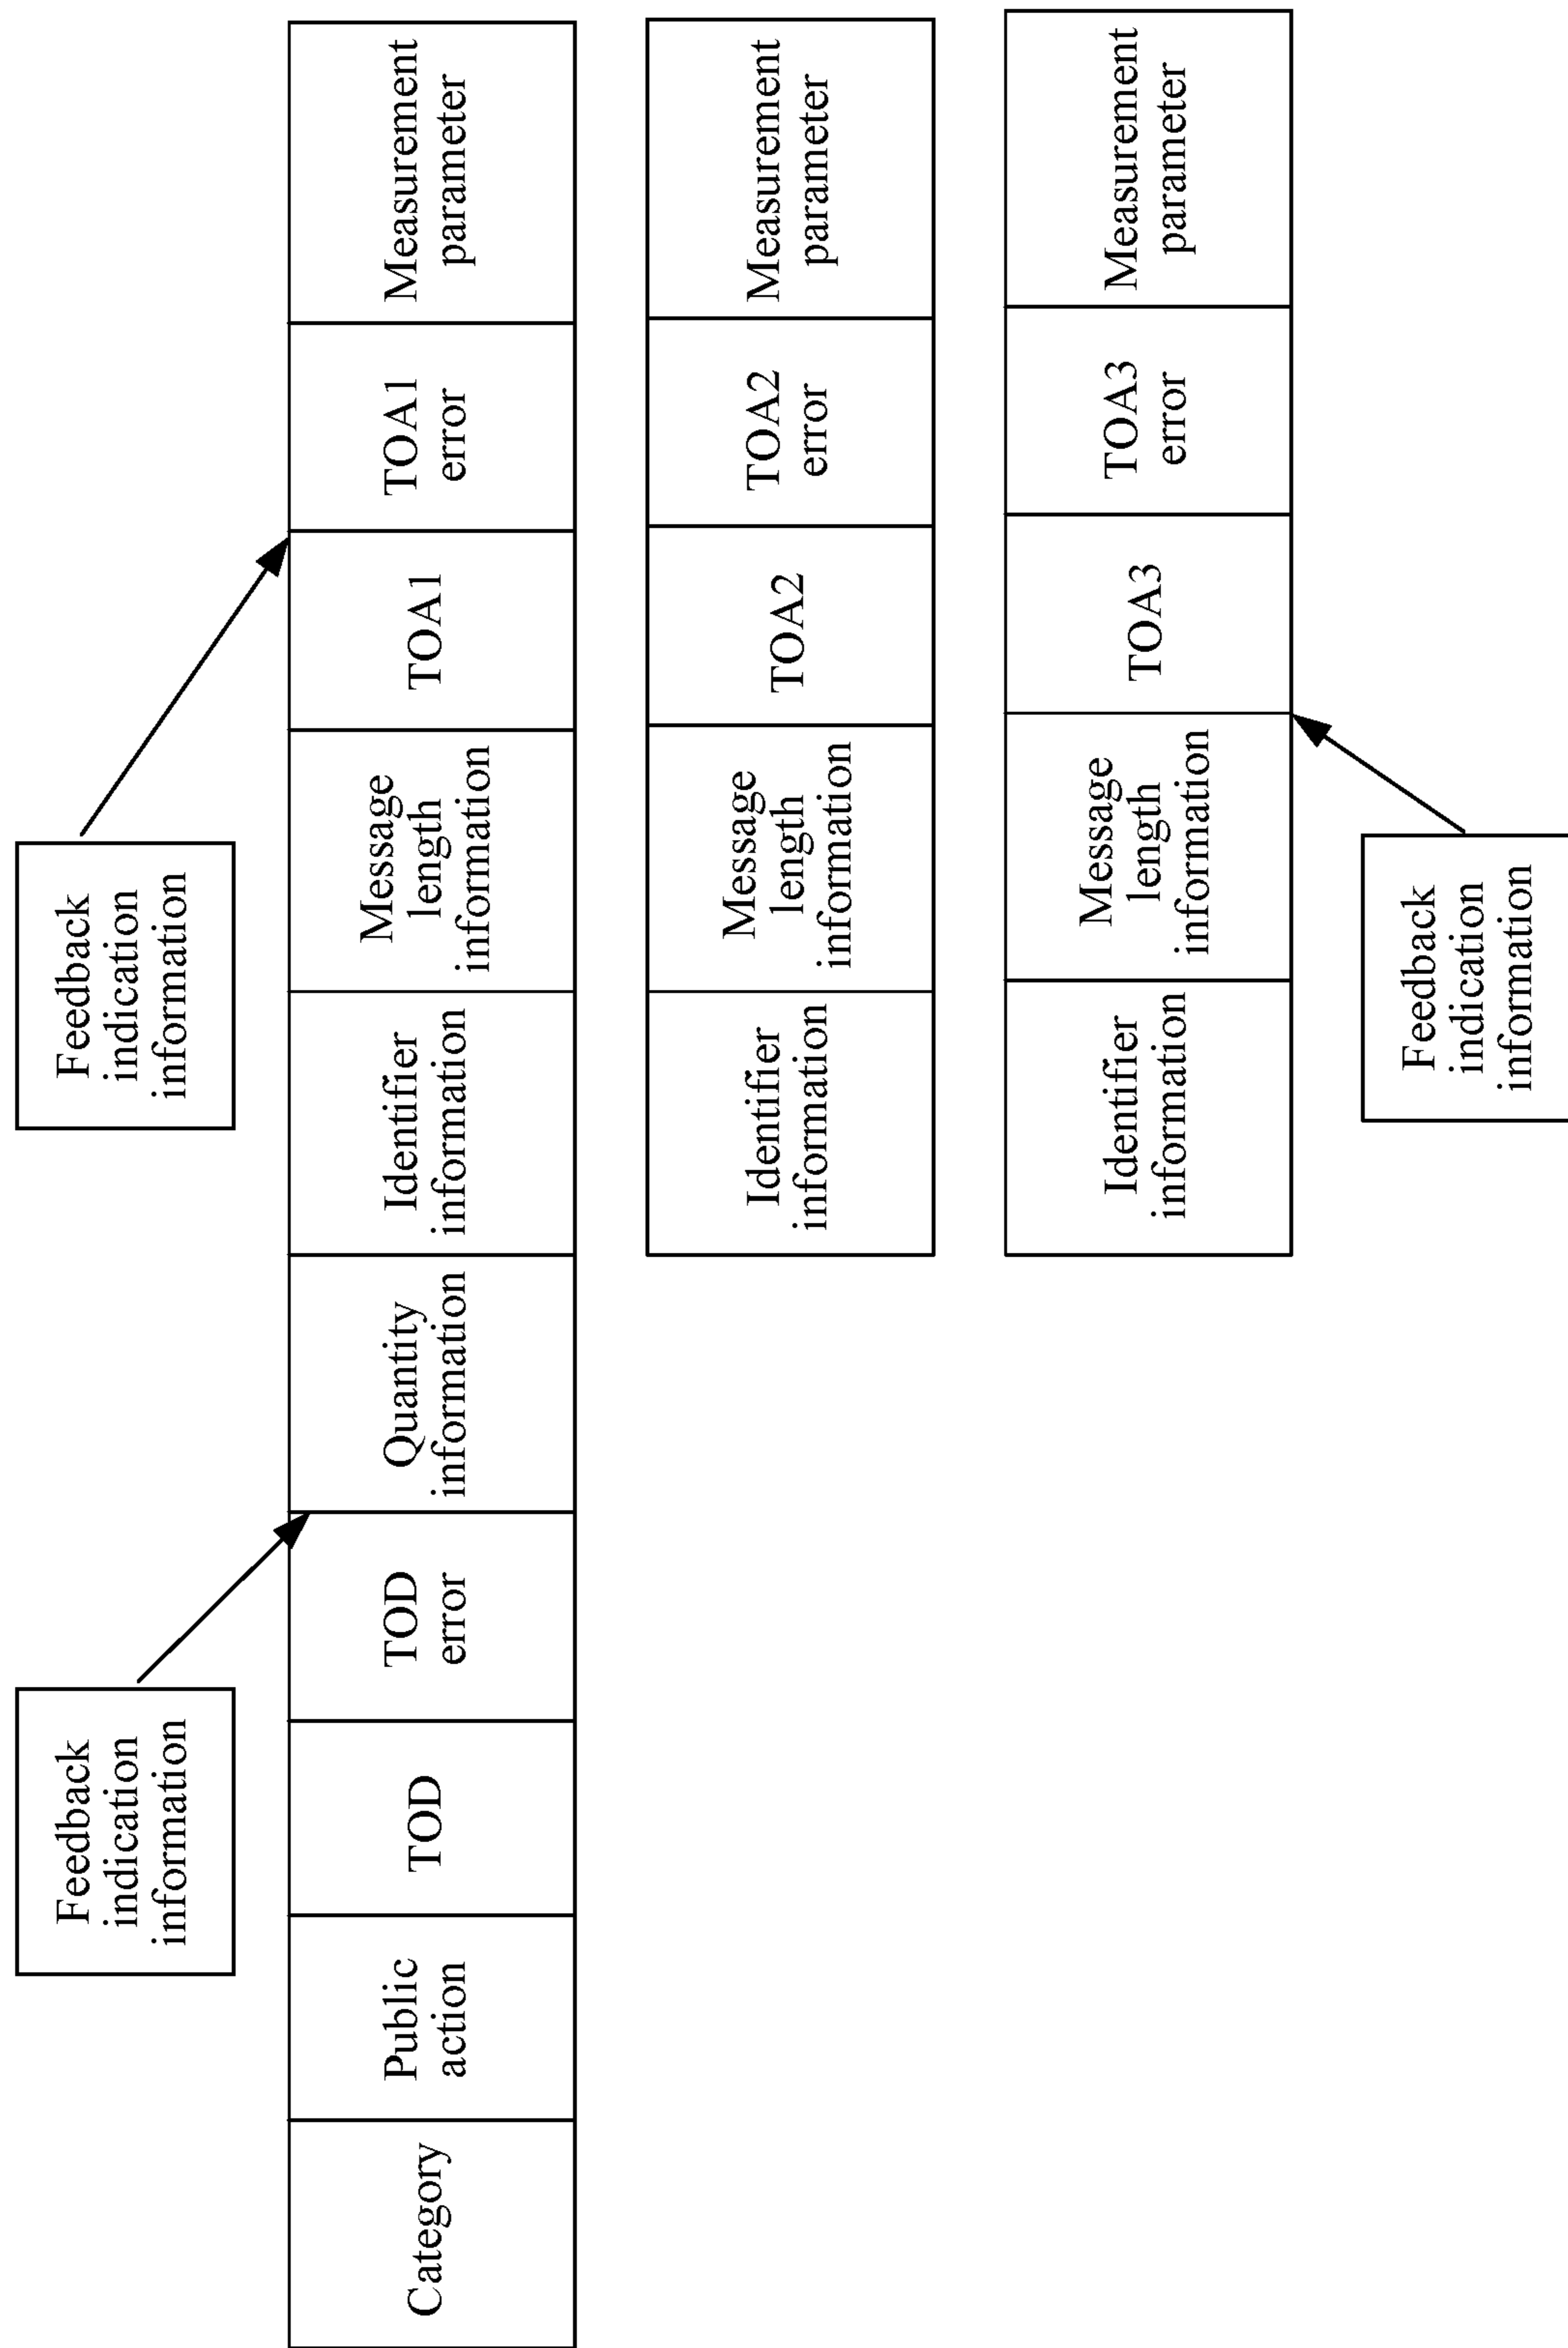 Feedback
indication
information
Feedback
indication
information
Category
Public
action
TOD
TOD
error
Quantity
information
Identifier
information
Message
length
information
TOA1
TOA1
error
Measurement
parameter
Identifier
information
Message
length
information
TOA2
TOA2
error
Measurement
parameter
Identifier
information
Message
length
information
TOA3
TOA3
error
Measurement
parameter
Feedback
indication
information